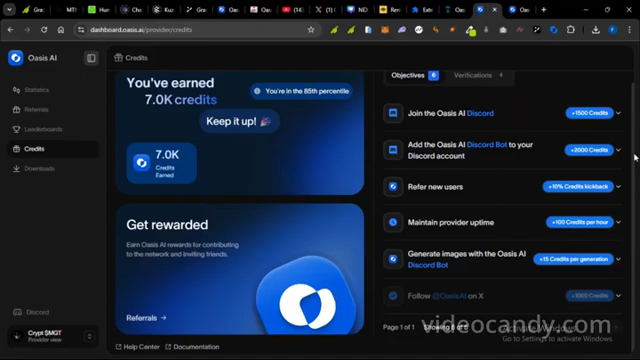 dashboard.oasis.ai/provider/credits
Oasis AI
Credits
Statistics
Referrals
Leaderboards
Credits
Downloads
You've earned
7.0K credits
You're in the 85th percentile
Keep it up!
7.0K
Credits
Earned
Get rewarded
Earn Oasis AI rewards for contributing
to the network and inviting friends.
Referrals →
Objectives 6 Verifications 4
Join the Oasis AI Discord +1500 Credits
Add the Oasis AI Discord Bot to your
Discord account +2000 Credits
Refer new users +10% Credits kickback
Maintain provider uptime +100 Credits per hour
Generate images with the Oasis AI
Discord Bot +15 Credits per generation
Follow @OasisAI on X +1000 Credits
Page 1 of 1 Showing 6 of 6
Discord
Crypt $MGT
Provider view
Help Center Documentation
Activate Windows
Go to Settings to activate Windows.
videocandy.com